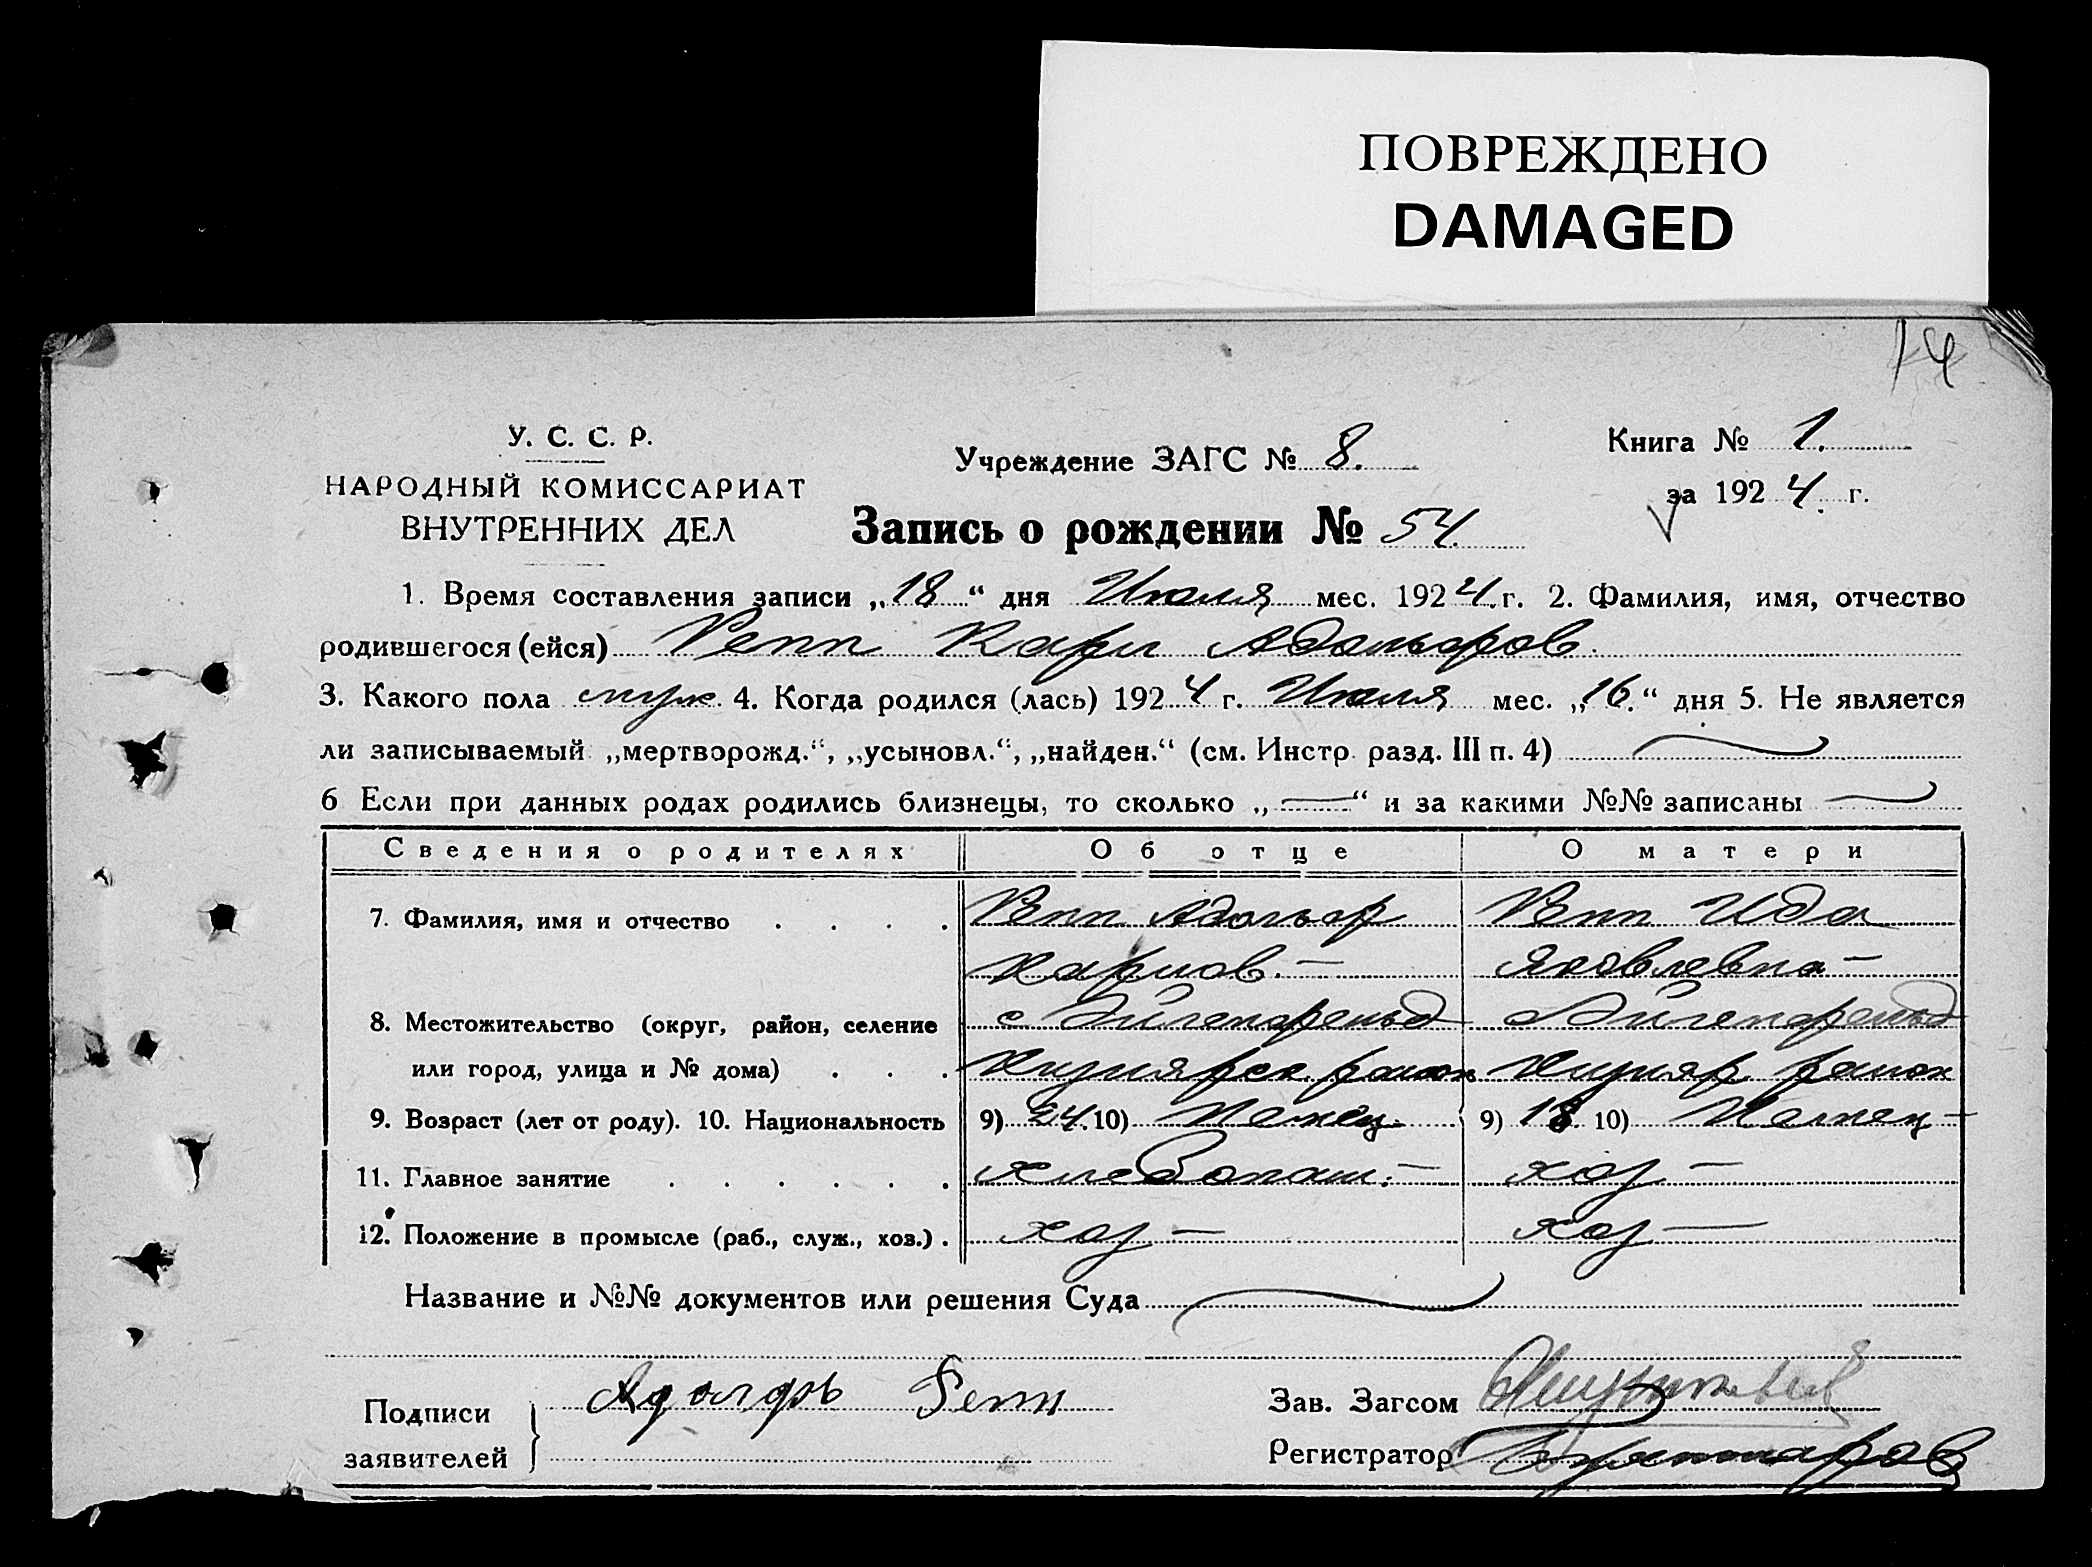 ПОВРЕЖДЕНО
DAMAGED
14
У. С. С. Р.
НАРОДНЫЙ КОМИССАРИАТ
ВНУТРЕННИХ ДЕЛ
Учреждение ЗАГС № 8.
Книга № 1.
за 1924. г.
Запись о рождении № 54.
1. Время составления записи „18“ дня Июля мес. 1924. г. 2. Фамилия, имя, отчество
родившегося (ейся) Репп Карл Адольфов.
3. Какого пола муж. 4. Когда родился (лась) 1924 г. Июля мес. „16.“ дня 5. Не является
ли записываемый „мертворожд.“, „усыновл.“, „найден.“ (см. Инстр. разд. III п. 4)
6 Если при данных родах родились близнецы, то сколько „—“ и за какими №№ записаны —
Сведения о родителях Об отце О матери
7. Фамилия, имя и отчество . . . . Репп Адольф Репп Ида
Карлов. — Яковлевна —
8. Местожительство (округ, район, селение с Эйгенфельд с Эйгенфельд
или город, улица и № дома) . . . район район
9. Возраст (лет от роду). 10. Национальность 9) 24. 10) Немец. 9) 18 10) Немец —
11. Главное занятие . . . . . . Хлебопаш. — хоз —
12. Положение в промысле (раб., служ., хоз.) . хоз — хоз —
Название и №№ документов или решения Суда
Подписи
заявителей
Адолфь Репп
Зав. Загсом
Регистратор